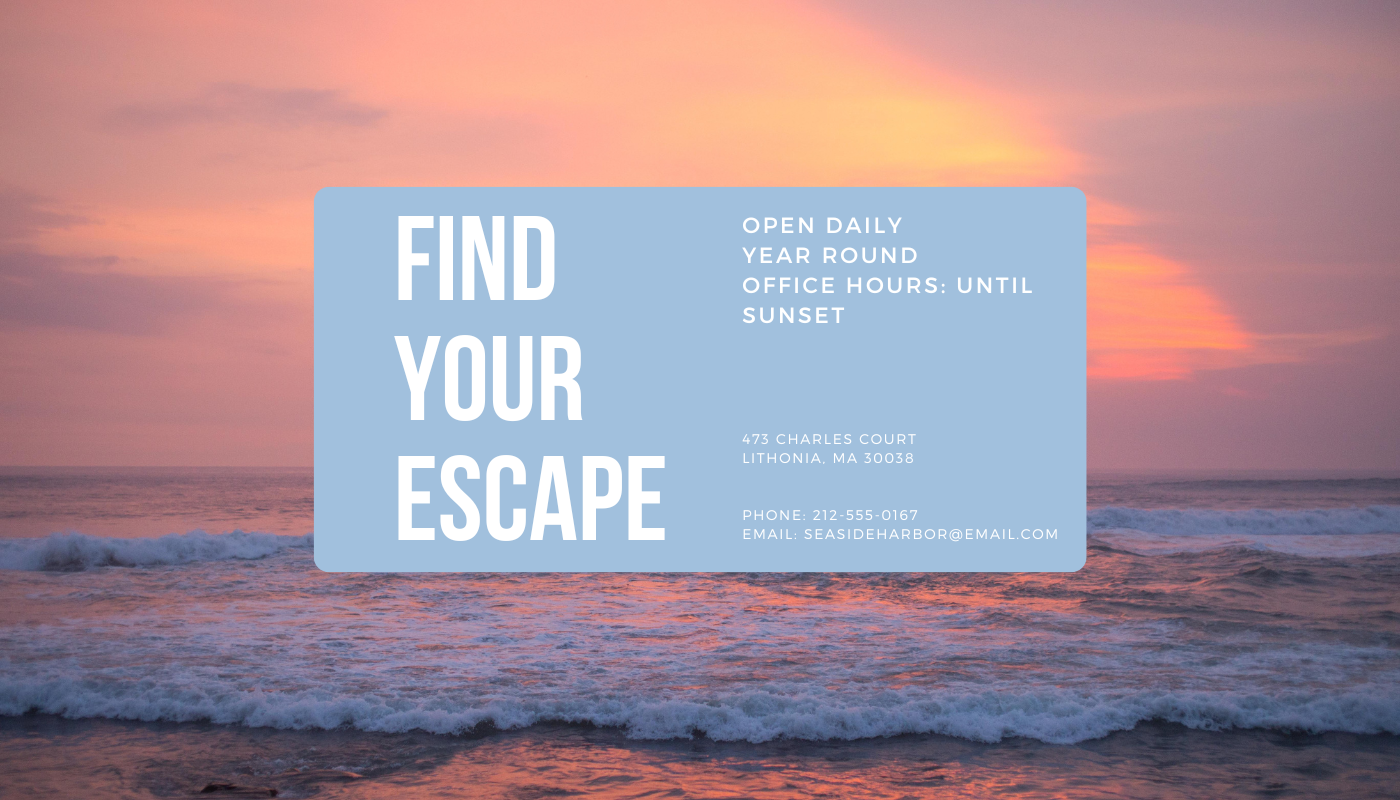 FIND
YOUR
ESCAPE
OPEN DAILY
YEAR ROUND
OFFICE HOURS: UNTIL
SUNSET
473 CHARLES COURT
LITHONIA, MA 30038
PHONE: 212-555-0167
EMAIL: SEASIDEHARBOR@EMAIL.COM